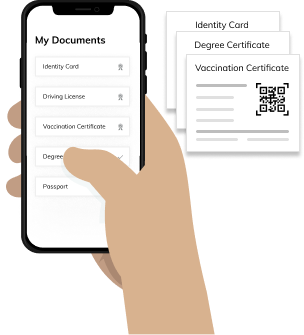 My Documents
Identity Card
Driving License
Vaccination Certificate
Degree
Passport
Identity Card
Degree Certificate
Vaccination Certificate